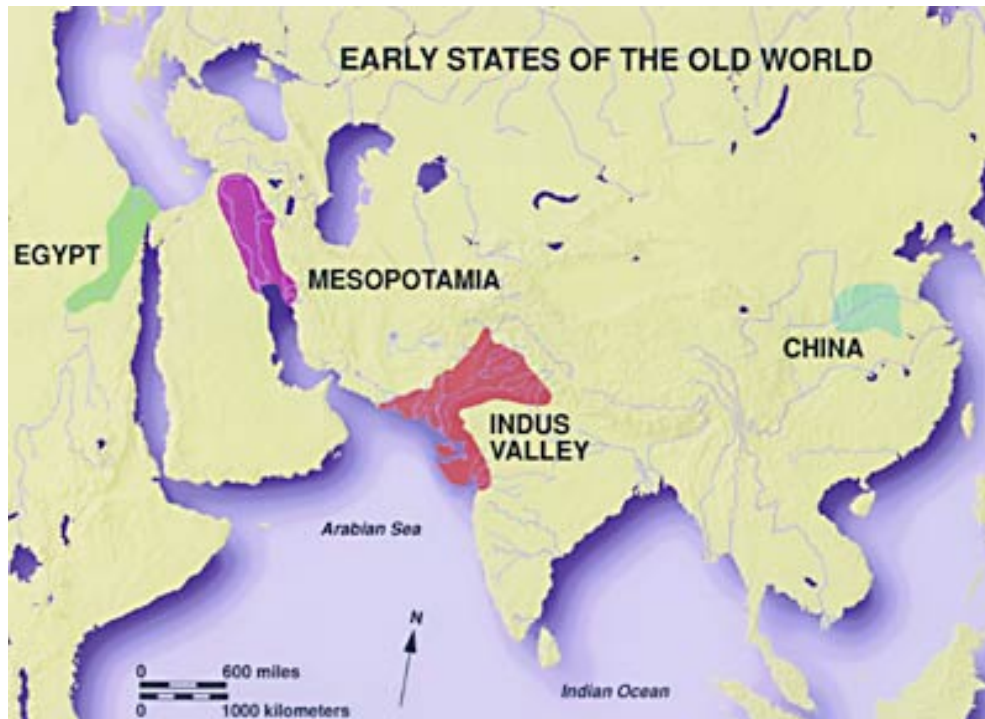 EARLY STATES OF THE OLD WORLD
EGYPT
MESOPOTAMIA
CHINA
INDUS
VALLEY
Arabian Sea
N
0 600 miles
0 1000 kilometers
Indian Ocean